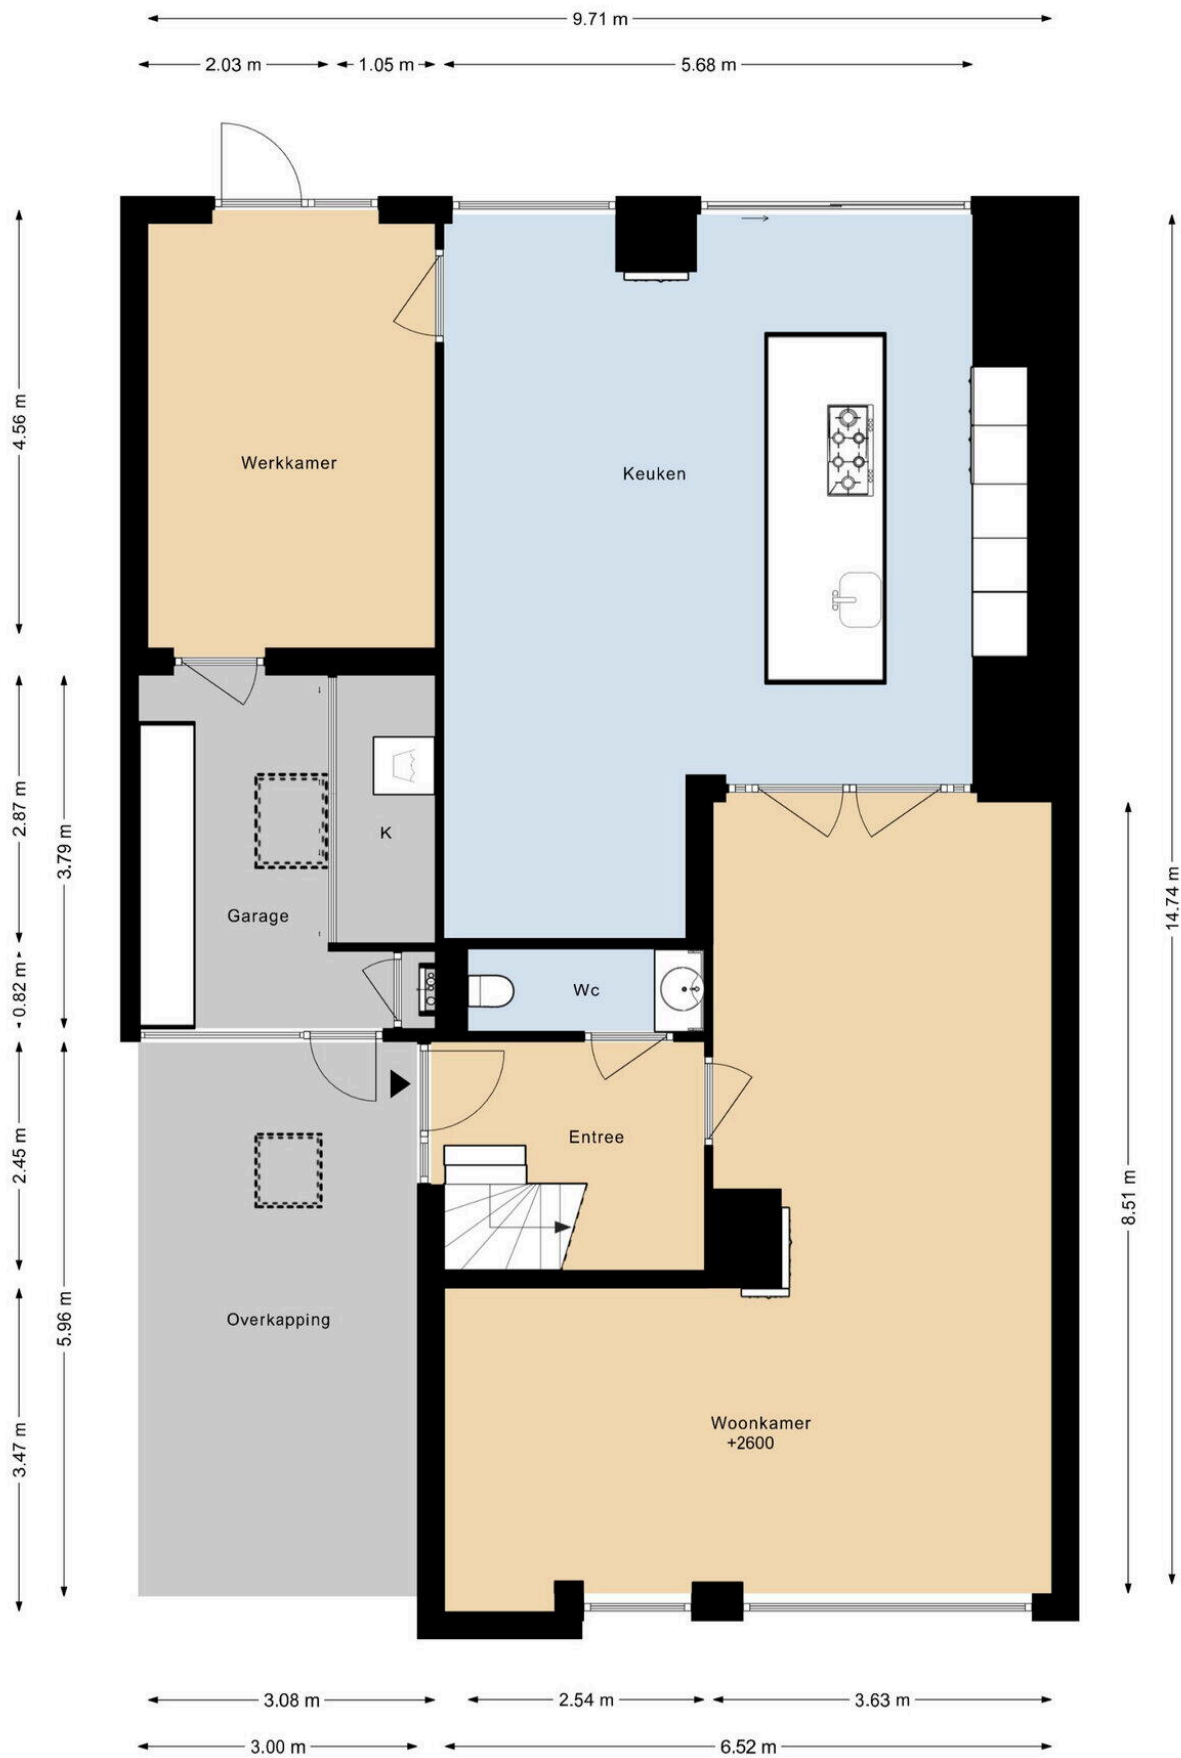 9.71 m
2.03 m
1.05 m
5.68 m
4.56 m
2.87 m
0.82 m
3.79 m
2.45 m
5.96 m
3.47 m
14.74 m
8.51 m
Werkkamer
Keuken
K
Garage
Wc
Entree
Overkapping
Woonkamer
+2600
3.08 m
2.54 m
3.63 m
3.00 m
6.52 m